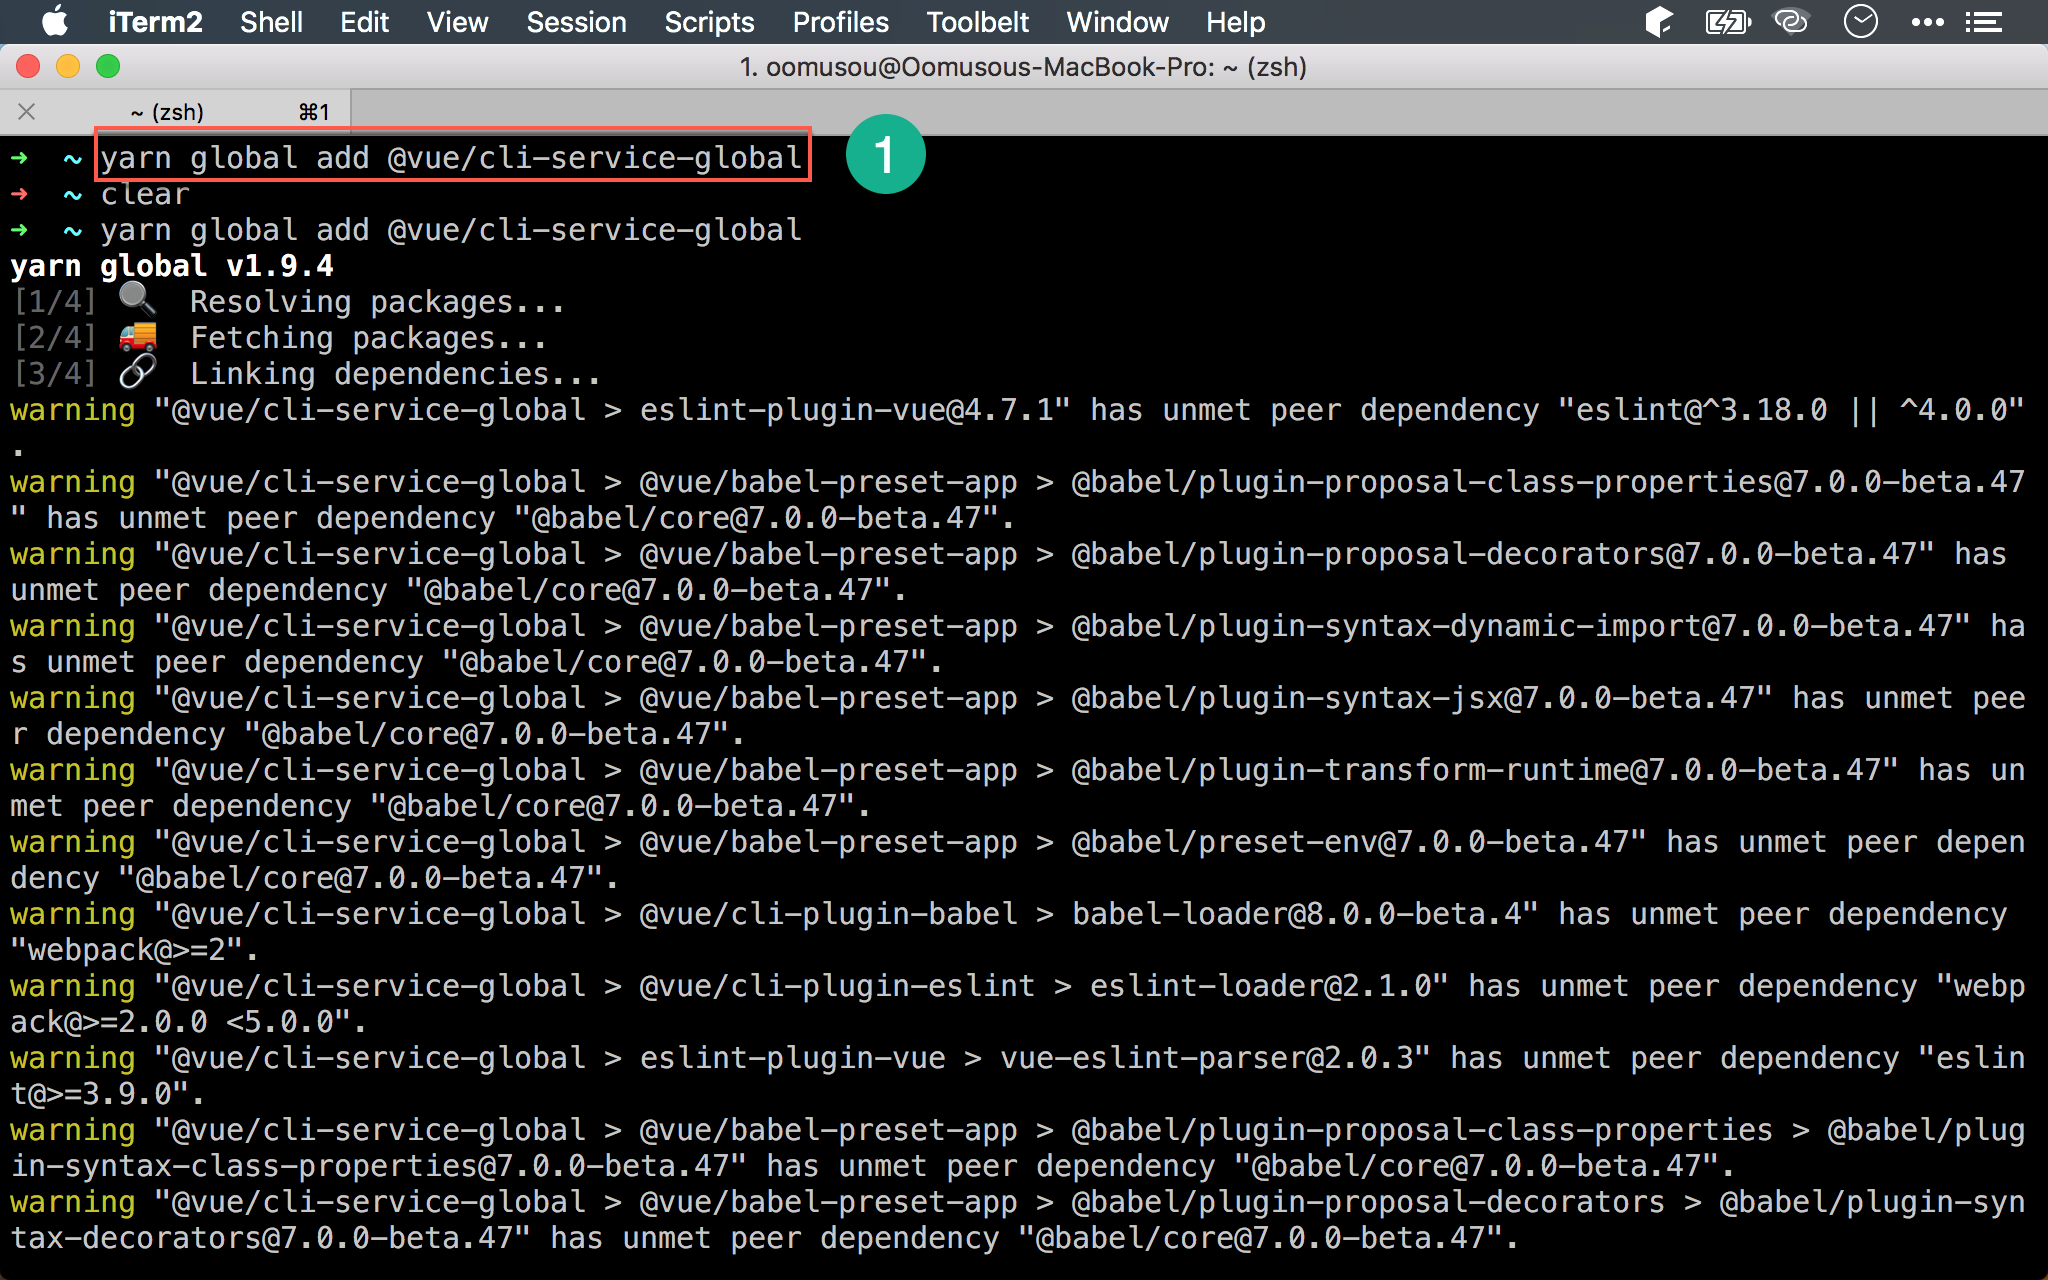 iTerm2 Shell Edit View Session Scripts Profiles Toolbelt Window Help
1. oomusou@Oomusous-MacBook-Pro: ~ (zsh)
~ (zsh) ⌘1
➜ ~ yarn global add @vue/cli-service-global
1
➜ ~ clear
➜ ~ yarn global add @vue/cli-service-global
yarn global v1.9.4
[1/4] 🔍 Resolving packages...
[2/4] 🚚 Fetching packages...
[3/4] 🔗 Linking dependencies...
warning "@vue/cli-service-global > eslint-plugin-vue@4.7.1" has unmet peer dependency "eslint@^3.18.0 || ^4.0.0"
.
warning "@vue/cli-service-global > @vue/babel-preset-app > @babel/plugin-proposal-class-properties@7.0.0-beta.47
" has unmet peer dependency "@babel/core@7.0.0-beta.47".
warning "@vue/cli-service-global > @vue/babel-preset-app > @babel/plugin-proposal-decorators@7.0.0-beta.47" has
unmet peer dependency "@babel/core@7.0.0-beta.47".
warning "@vue/cli-service-global > @vue/babel-preset-app > @babel/plugin-syntax-dynamic-import@7.0.0-beta.47" ha
s unmet peer dependency "@babel/core@7.0.0-beta.47".
warning "@vue/cli-service-global > @vue/babel-preset-app > @babel/plugin-syntax-jsx@7.0.0-beta.47" has unmet pee
r dependency "@babel/core@7.0.0-beta.47".
warning "@vue/cli-service-global > @vue/babel-preset-app > @babel/plugin-transform-runtime@7.0.0-beta.47" has un
met peer dependency "@babel/core@7.0.0-beta.47".
warning "@vue/cli-service-global > @vue/babel-preset-app > @babel/preset-env@7.0.0-beta.47" has unmet peer depen
dency "@babel/core@7.0.0-beta.47".
warning "@vue/cli-service-global > @vue/cli-plugin-babel > babel-loader@8.0.0-beta.4" has unmet peer dependency
"webpack@>=2".
warning "@vue/cli-service-global > @vue/cli-plugin-eslint > eslint-loader@2.1.0" has unmet peer dependency "webp
ack@>=2.0.0 <5.0.0".
warning "@vue/cli-service-global > eslint-plugin-vue > vue-eslint-parser@2.0.3" has unmet peer dependency "eslin
t@>=3.9.0".
warning "@vue/cli-service-global > @vue/babel-preset-app > @babel/plugin-proposal-class-properties > @babel/plug
in-syntax-class-properties@7.0.0-beta.47" has unmet peer dependency "@babel/core@7.0.0-beta.47".
warning "@vue/cli-service-global > @vue/babel-preset-app > @babel/plugin-proposal-decorators > @babel/plugin-syn
tax-decorators@7.0.0-beta.47" has unmet peer dependency "@babel/core@7.0.0-beta.47".